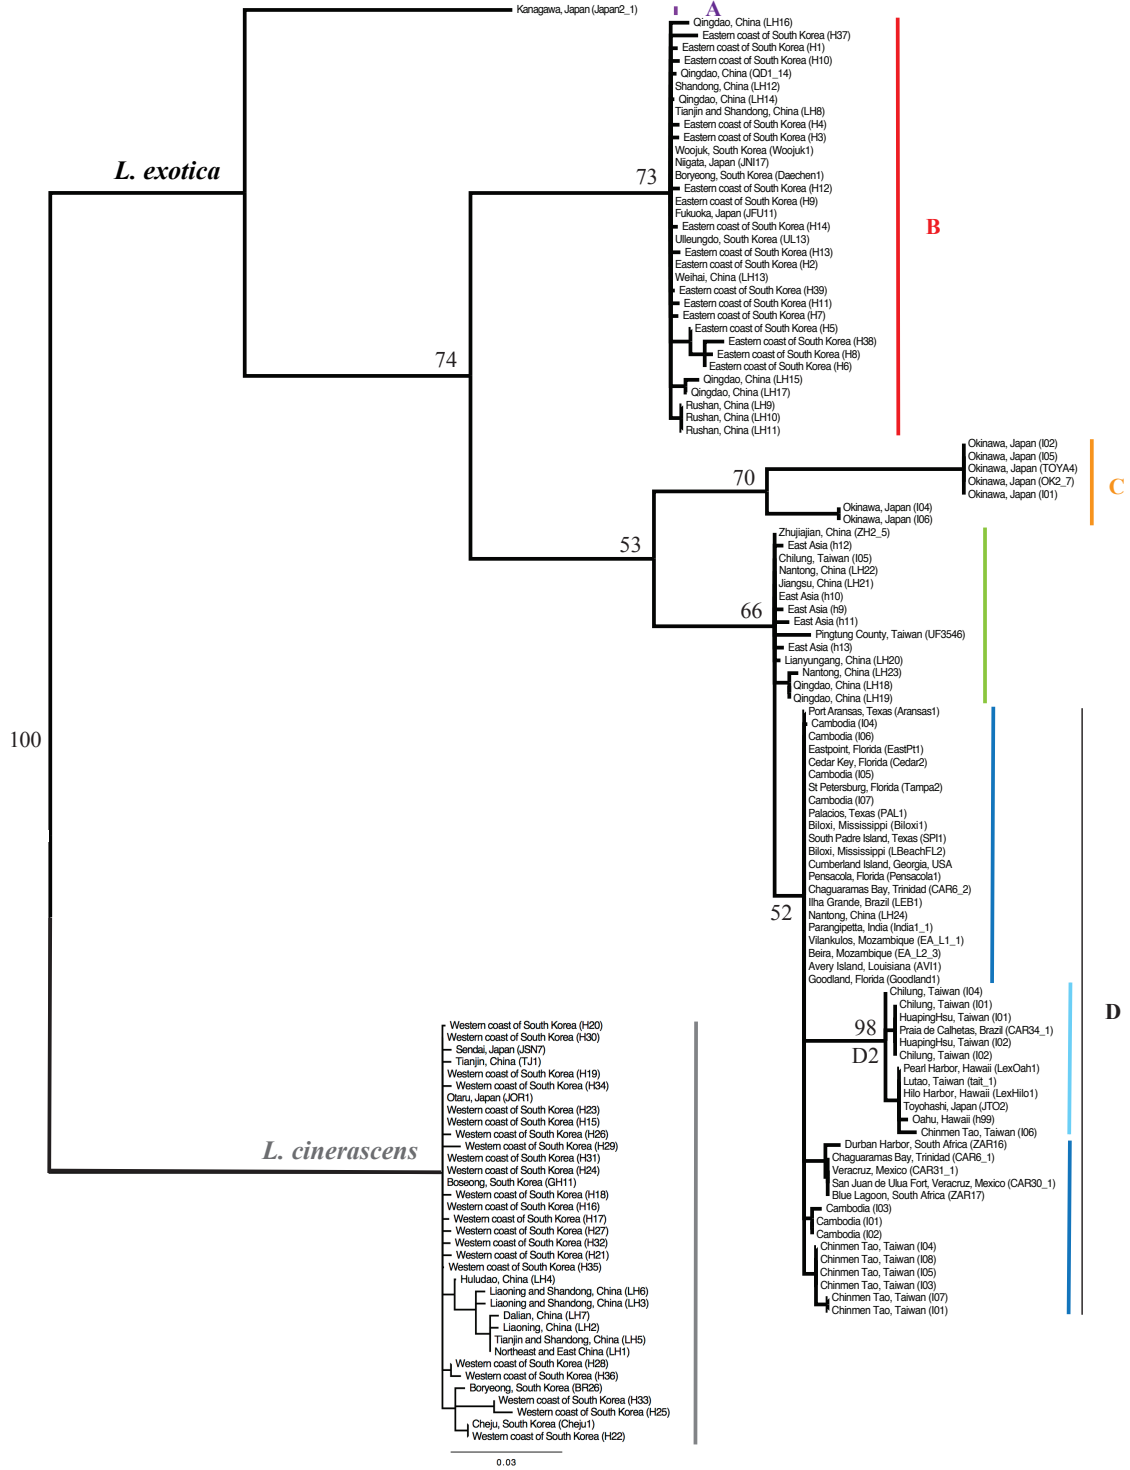 Kanagawa, Japan (Japan2_1)
A
Qingdao, China (LH16)
Eastern coast of South Korea (H37)
Eastern coast of South Korea (H1)
Eastern coast of South Korea (H10)
Qingdao, China (QD1_14)
Shandong, China (LH12)
Qingdao, China (LH14)
Tianjin and Shandong, China (LH8)
Eastern coast of South Korea (H4)
Eastern coast of South Korea (H3)
Woojuk, South Korea (Woojuk1)
Niigata, Japan (JNI17)
Boryeong, South Korea (Daechen1)
Eastern coast of South Korea (H12)
Eastern coast of South Korea (H9)
Fukuoka, Japan (JFU11)
Eastern coast of South Korea (H14)
Ulleungdo, South Korea (UL13)
Eastern coast of South Korea (H13)
Eastern coast of South Korea (H2)
Weihai, China (LH13)
Eastern coast of South Korea (H39)
Eastern coast of South Korea (H11)
Eastern coast of South Korea (H7)
Eastern coast of South Korea (H5)
Eastern coast of South Korea (H38)
Eastern coast of South Korea (H8)
Eastern coast of South Korea (H6)
Qingdao, China (LH15)
Qingdao, China (LH17)
Rushan, China (LH9)
Rushan, China (LH10)
Rushan, China (LH11)
L. exotica
73
B
74
Okinawa, Japan (I02)
Okinawa, Japan (I05)
Okinawa, Japan (TOYA4)
Okinawa, Japan (OK2_7)
Okinawa, Japan (I01)
Okinawa, Japan (I04)
Okinawa, Japan (I06)
70
C
53
Zhujiajian, China (ZH2_5)
East Asia (h12)
Chilung, Taiwan (I05)
Nantong, China (LH22)
Jiangsu, China (LH21)
East Asia (h10)
East Asia (h9)
East Asia (h11)
Pingtung County, Taiwan (UF3546)
East Asia (h13)
Lianyungang, China (LH20)
Nantong, China (LH23)
Qingdao, China (LH18)
Qingdao, China (LH19)
66
100
Port Aransas, Texas (Aransas1)
Cambodia (I04)
Cambodia (I06)
Eastpoint, Florida (EastPt1)
Cedar Key, Florida (Cedar2)
Cambodia (I05)
St Petersburg, Florida (Tampa2)
Cambodia (I07)
Palacios, Texas (PAL1)
Biloxi, Mississippi (Biloxi1)
South Padre Island, Texas (SPI1)
Biloxi, Mississippi (LBeachFL2)
Cumberland Island, Georgia, USA
Pensacola, Florida (Pensacola1)
Chaguaramas Bay, Trinidad (CAR6_2)
Ilha Grande, Brazil (LEB1)
Nantong, China (LH24)
Parangipetta, India (India1_1)
Vilankulos, Mozambique (EA_L1_1)
Beira, Mozambique (EA_L2_3)
Avery Island, Louisiana (AVI1)
Goodland, Florida (Goodland1)
52
Chilung, Taiwan (I04)
Chilung, Taiwan (I01)
HuapingHsu, Taiwan (I01)
Praia de Calhetas, Brazil (CAR34_1)
HuapingHsu, Taiwan (I02)
Chilung, Taiwan (I02)
Pearl Harbor, Hawaii (LexOah1)
Lutao, Taiwan (tait_1)
Hilo Harbor, Hawaii (LexHilo1)
Toyohashi, Japan (JTO2)
Oahu, Hawaii (h99)
Chinmen Tao, Taiwan (I06)
98
D2
D
Durban Harbor, South Africa (ZAR16)
Chaguaramas Bay, Trinidad (CAR6_1)
Veracruz, Mexico (CAR31_1)
San Juan de Ulua Fort, Veracruz, Mexico (CAR30_1)
Blue Lagoon, South Africa (ZAR17)
Cambodia (I03)
Cambodia (I01)
Cambodia (I02)
Chinmen Tao, Taiwan (I04)
Chinmen Tao, Taiwan (I08)
Chinmen Tao, Taiwan (I05)
Chinmen Tao, Taiwan (I03)
Chinmen Tao, Taiwan (I07)
Chinmen Tao, Taiwan (I01)
L. cinerascens
Western coast of South Korea (H20)
Western coast of South Korea (H30)
Sendai, Japan (JSN7)
Tianjin, China (TJ1)
Western coast of South Korea (H19)
Western coast of South Korea (H34)
Otaru, Japan (JOR1)
Western coast of South Korea (H23)
Western coast of South Korea (H15)
Western coast of South Korea (H26)
Western coast of South Korea (H29)
Western coast of South Korea (H31)
Western coast of South Korea (H24)
Boseong, South Korea (GH11)
Western coast of South Korea (H18)
Western coast of South Korea (H16)
Western coast of South Korea (H17)
Western coast of South Korea (H27)
Western coast of South Korea (H32)
Western coast of South Korea (H21)
Western coast of South Korea (H35)
Huludao, China (LH4)
Liaoning and Shandong, China (LH6)
Liaoning and Shandong, China (LH3)
Dalian, China (LH7)
Liaoning, China (LH2)
Tianjin and Shandong, China (LH5)
Northeast and East China (LH1)
Western coast of South Korea (H28)
Western coast of South Korea (H36)
Boryeong, South Korea (BR26)
Western coast of South Korea (H33)
Western coast of South Korea (H25)
Cheju, South Korea (Cheju1)
Western coast of South Korea (H22)
0.03